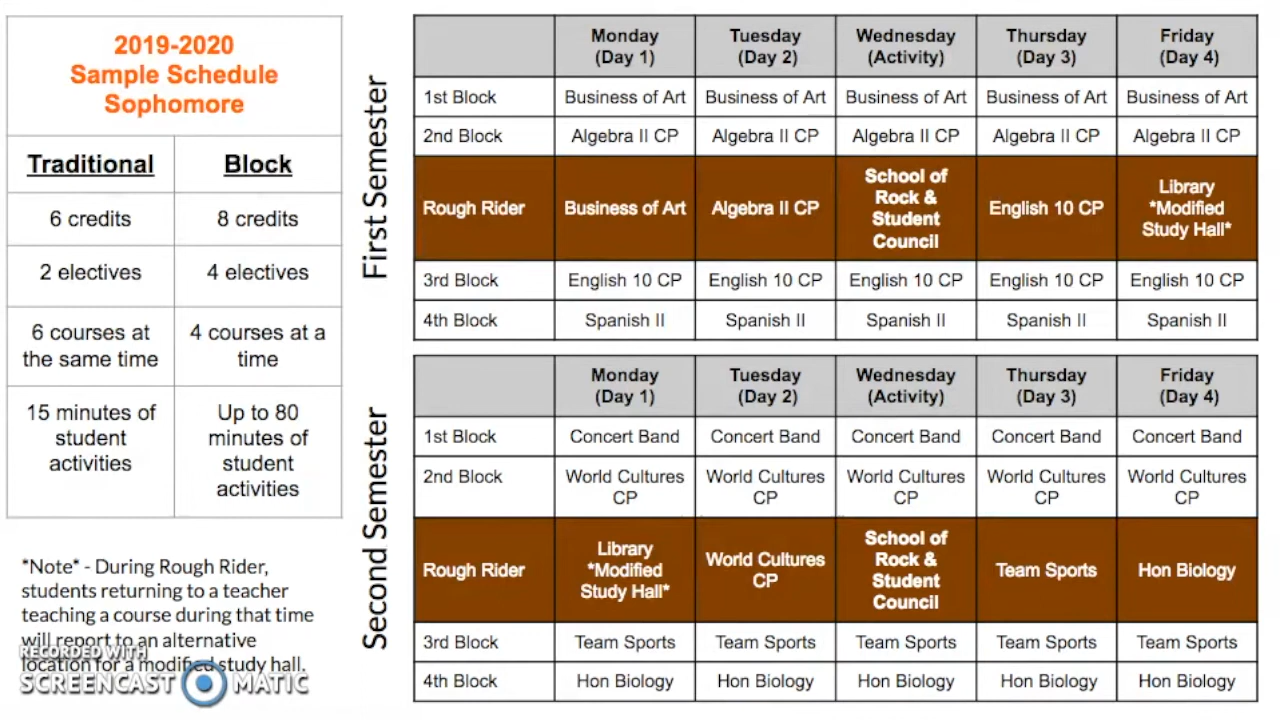 2019-2020
Sample Schedule
Sophomore
Traditional Block
6 credits 8 credits
2 electives 4 electives
6 courses at the same time 4 courses at a time
15 minutes of student activities Up to 80 minutes of student activities
*Note* - During Rough Rider,
students returning to a teacher
teaching a course during that time
will report to an alternative
location for a modified study hall.
RECORDED WITH
SCREENCAST MATIC
First Semester
Monday (Day 1) Tuesday (Day 2) Wednesday (Activity) Thursday (Day 3) Friday (Day 4)
1st Block Business of Art Business of Art Business of Art Business of Art Business of Art
2nd Block Algebra II CP Algebra II CP Algebra II CP Algebra II CP Algebra II CP
Rough Rider Business of Art Algebra II CP School of Rock & Student Council English 10 CP Library *Modified Study Hall*
3rd Block English 10 CP English 10 CP English 10 CP English 10 CP English 10 CP
4th Block Spanish II Spanish II Spanish II Spanish II Spanish II
Second Semester
Monday (Day 1) Tuesday (Day 2) Wednesday (Activity) Thursday (Day 3) Friday (Day 4)
1st Block Concert Band Concert Band Concert Band Concert Band Concert Band
2nd Block World Cultures CP World Cultures CP World Cultures CP World Cultures CP World Cultures CP
Rough Rider Library *Modified Study Hall* World Cultures CP School of Rock & Student Council Team Sports Hon Biology
3rd Block Team Sports Team Sports Team Sports Team Sports Team Sports
4th Block Hon Biology Hon Biology Hon Biology Hon Biology Hon Biology